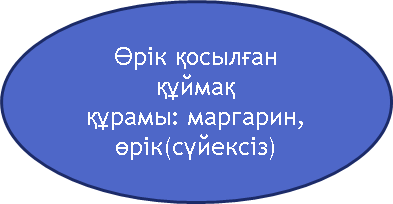 Өрік қосылған
құймақ
құрамы: маргарин,
өрік(сүйексіз)